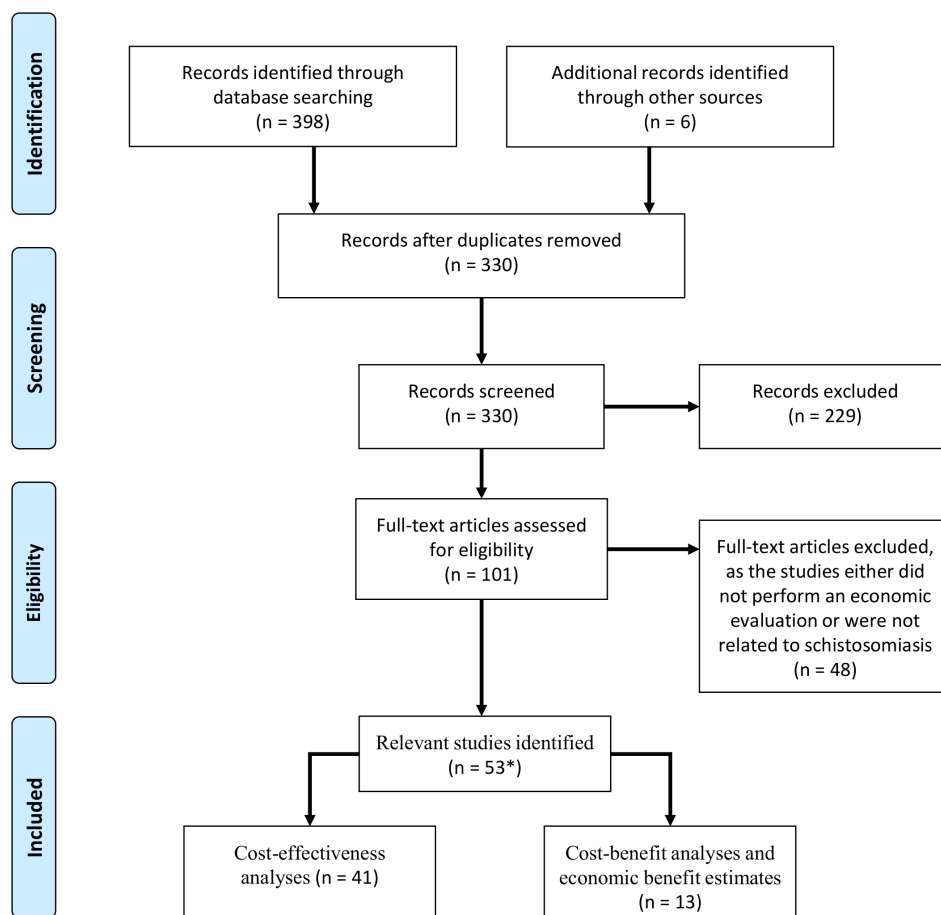 Identification
Records identified through
database searching
(n = 398)
Additional records identified
through other sources
(n = 6)
Records after duplicates removed
(n = 330)
Screening
Records screened
(n = 330)
Records excluded
(n = 229)
Eligibility
Full-text articles assessed
for eligibility
(n = 101)
Full-text articles excluded,
as the studies either did
not perform an economic
evaluation or were not
related to schistosomiasis
(n = 48)
Included
Relevant studies identified
(n = 53*)
Cost-effectiveness
analyses (n = 41)
Cost-benefit analyses and
economic benefit estimates
(n = 13)